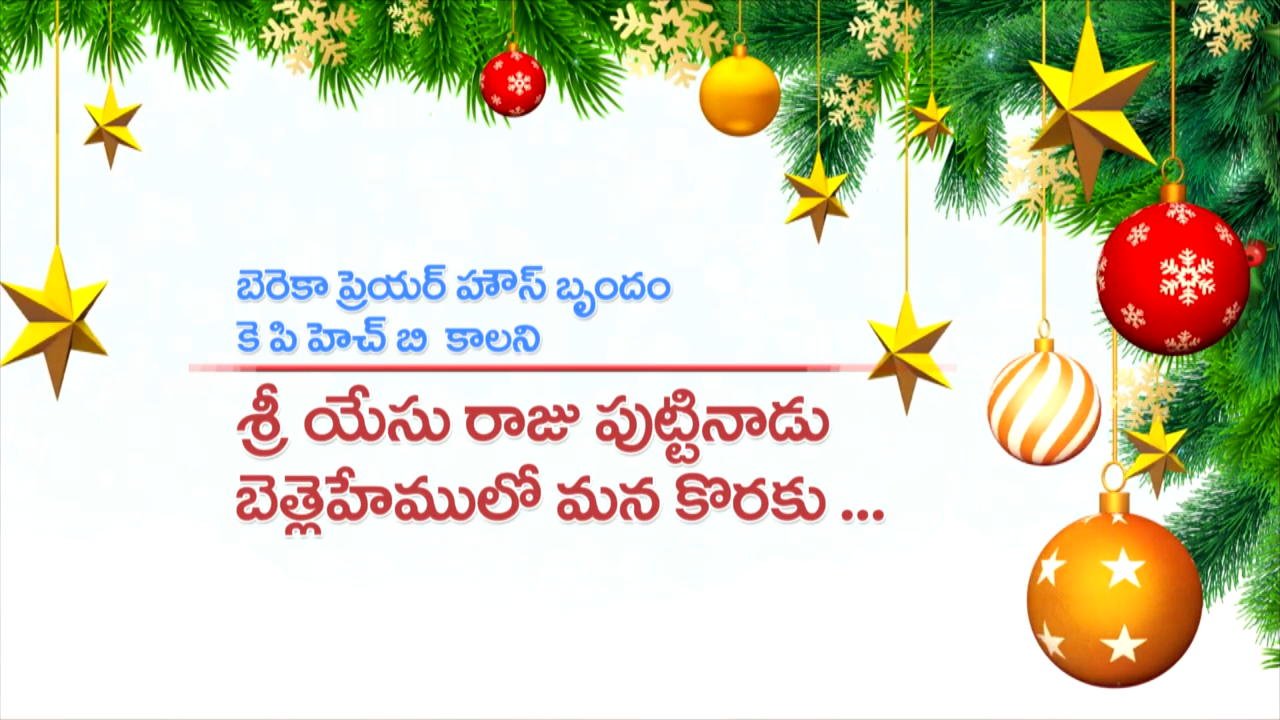 బెరెకా ప్రెయర్ హౌస్ బృందం
కె పి హెచ్ బి కాలని
శ్రీ యేసు రాజు పుట్టినాడు
బెత్లెహేములో మన కొరకు ...